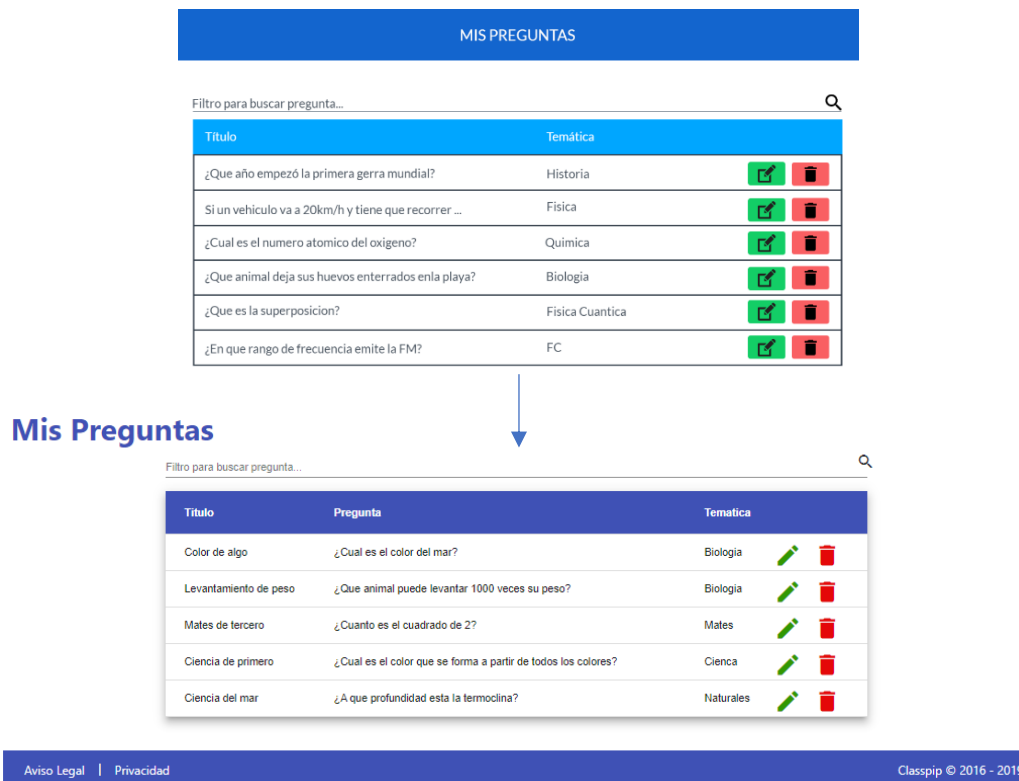 MIS PREGUNTAS
Filtro para buscar pregunta...
Título Temática
¿Que año empezó la primera gerra mundial? Historia
Si un vehiculo va a 20km/h y tiene que recorrer ... Fisica
¿Cual es el numero atomico del oxigeno? Quimica
¿Que animal deja sus huevos enterrados enla playa? Biologia
¿Que es la superposicion? Fisica Cuantica
¿En que rango de frecuencia emite la FM? FC
Mis Preguntas
Filtro para buscar pregunta...
Titulo Pregunta Tematica
Color de algo ¿Cual es el color del mar? Biologia
Levantamiento de peso ¿Que animal puede levantar 1000 veces su peso? Biologia
Mates de tercero ¿Cuanto es el cuadrado de 2? Mates
Ciencia de primero ¿Cual es el color que se forma a partir de todos los colores? Cienca
Ciencia del mar ¿A que profundidad esta la termoclina? Naturales
Aviso Legal | Privacidad Classpip © 2016 - 2019